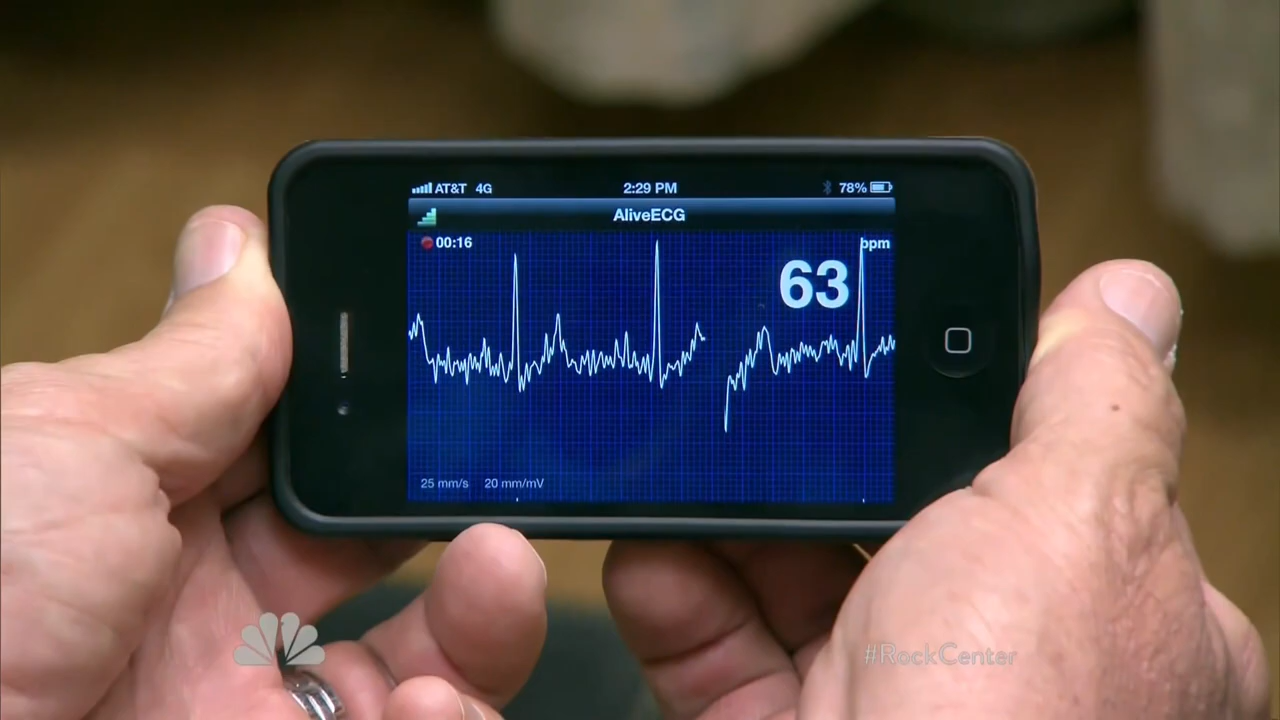 AT&T 4G 2:29 PM 78%
AliveECG
00:16 bpm
63
25 mm/s 20 mm/mV
#RockCenter